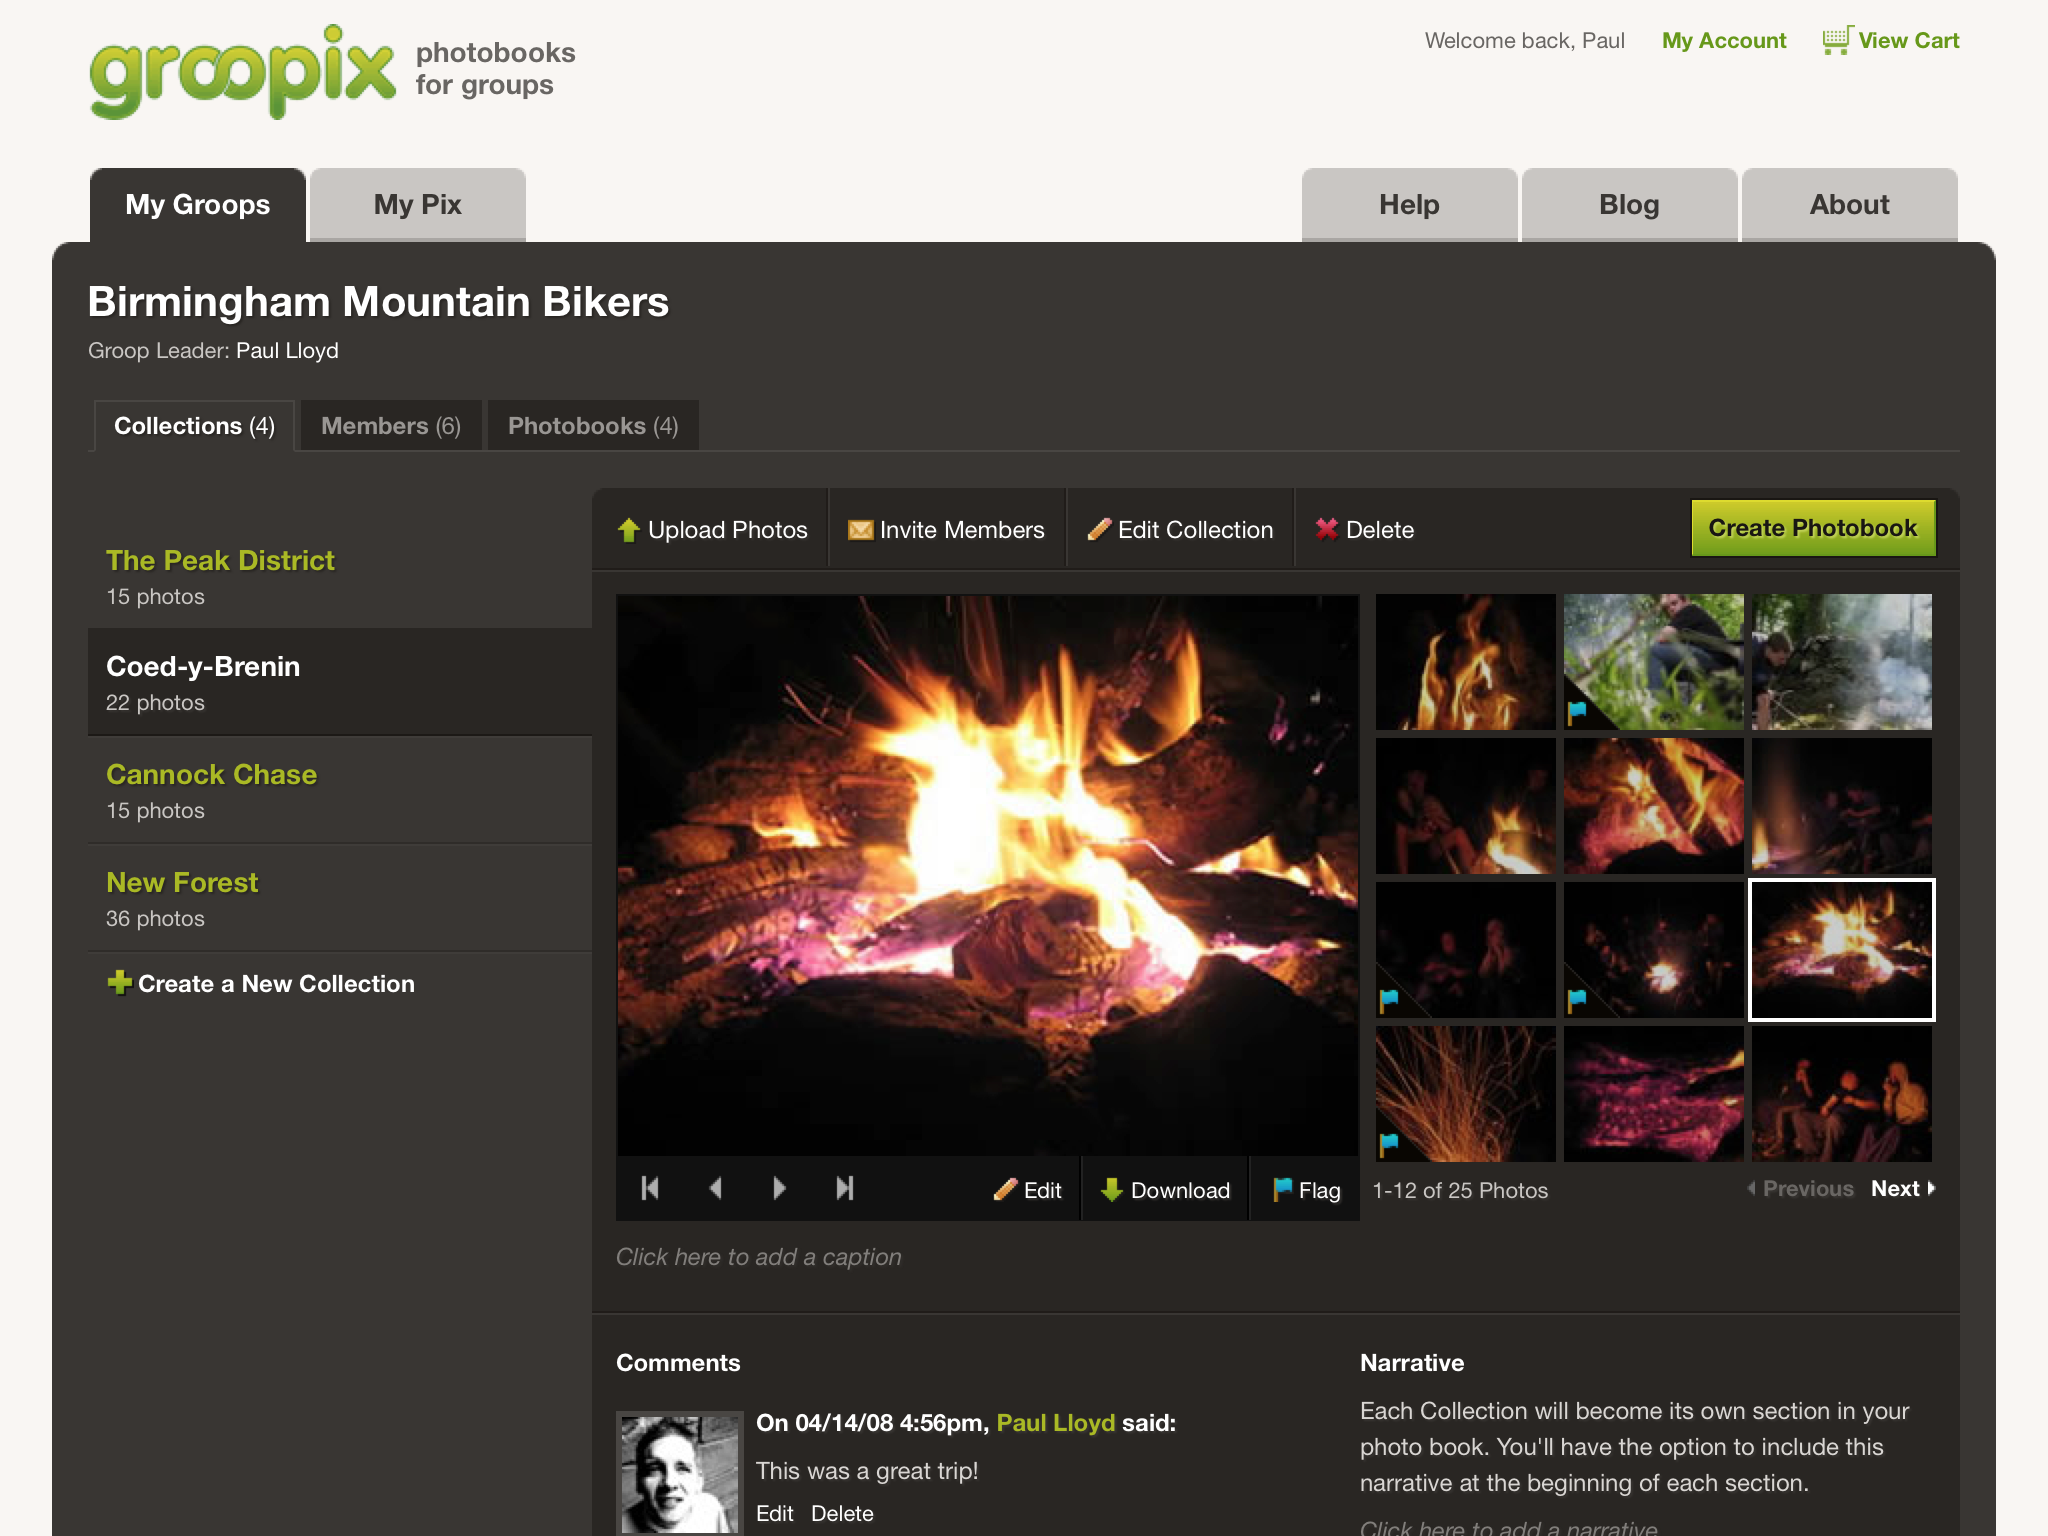 groopix
photobooks
for groups
Welcome back, Paul
My Account
View Cart
My Groops
My Pix
Help
Blog
About
Birmingham Mountain Bikers
Groop Leader: Paul Lloyd
Collections (4)
Members (6)
Photobooks (4)
The Peak District
15 photos
Coed-y-Brenin
22 photos
Cannock Chase
15 photos
New Forest
36 photos
Create a New Collection
Upload Photos
Invite Members
Edit Collection
Delete
Create Photobook
Edit
Download
Flag
1-12 of 25 Photos
Previous
Next
Click here to add a caption
Comments
On 04/14/08 4:56pm, Paul Lloyd said:
This was a great trip!
Edit Delete
Narrative
Each Collection will become its own section in your
photo book. You'll have the option to include this
narrative at the beginning of each section.
Click here to add a narrative